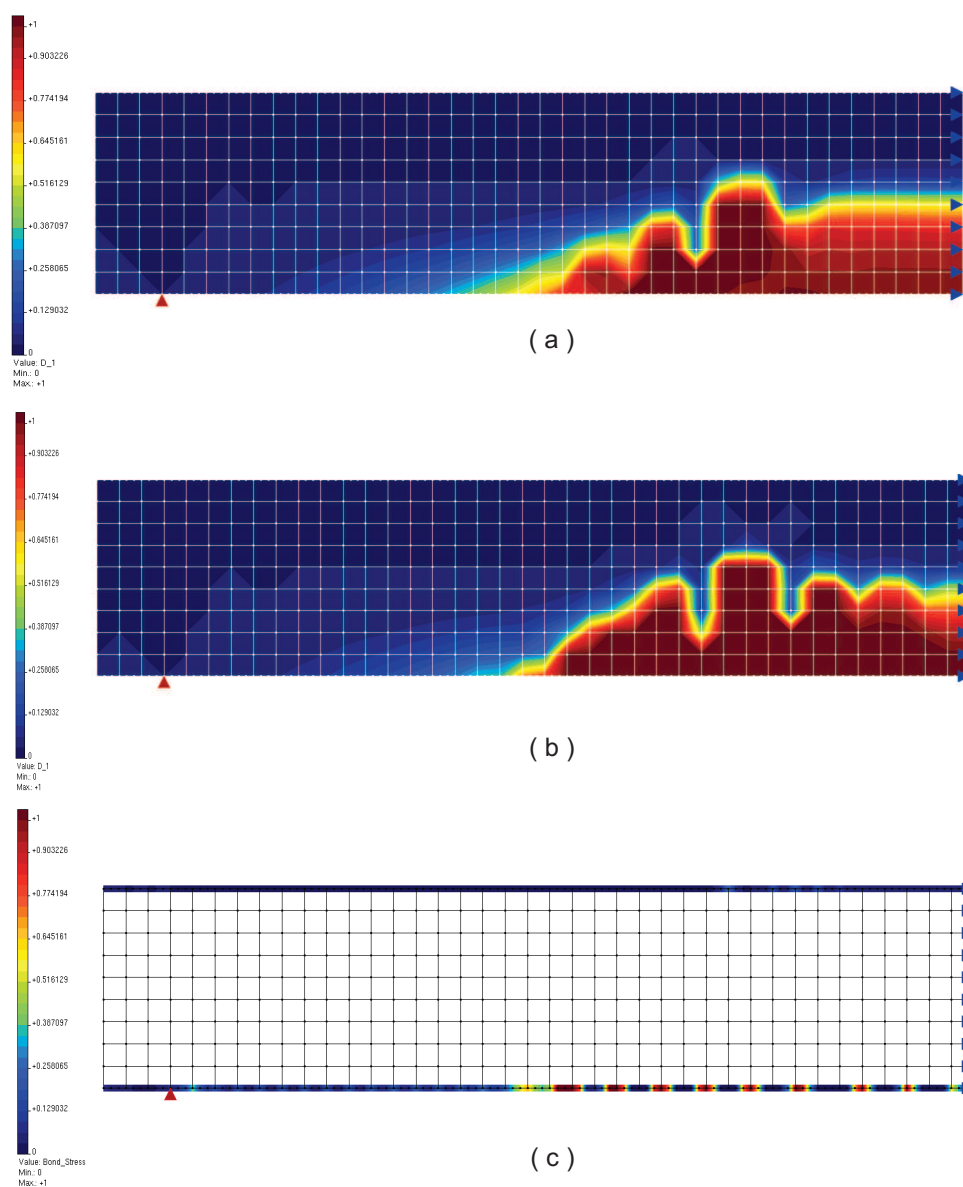 +1
+0.903226
+0.774194
+0.645161
+0.516129
+0.387097
+0.258065
+0.129032
0
Value: D_1
Min.: 0
Max.: +1
( a )
+1
+0.903226
+0.774194
+0.645161
+0.516129
+0.387097
+0.258065
+0.129032
0
Value: D_1
Min.: 0
Max.: +1
( b )
+1
+0.903226
+0.774194
+0.645161
+0.516129
+0.387097
+0.258065
+0.129032
0
Value: Bond_Stress
Min.: 0
Max.: +1
( c )